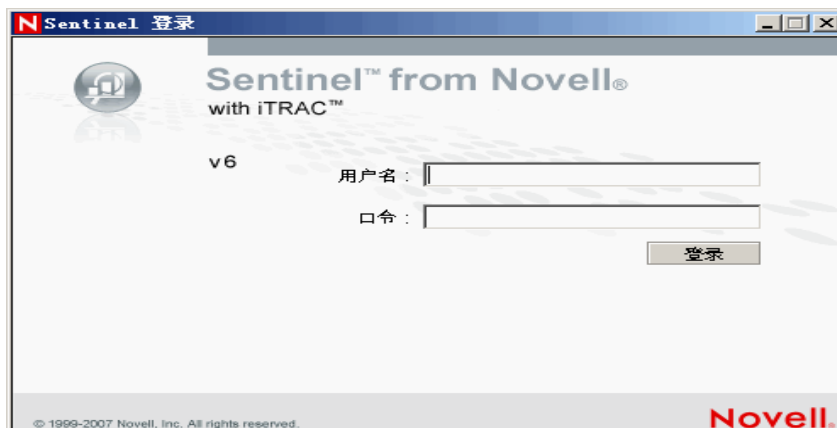 N Sentinel 登录
Sentinel™ from Novell®
with iTRAC™
v6
用户名：
口令：
登录
© 1999-2007 Novell, Inc. All rights reserved.
Novell®